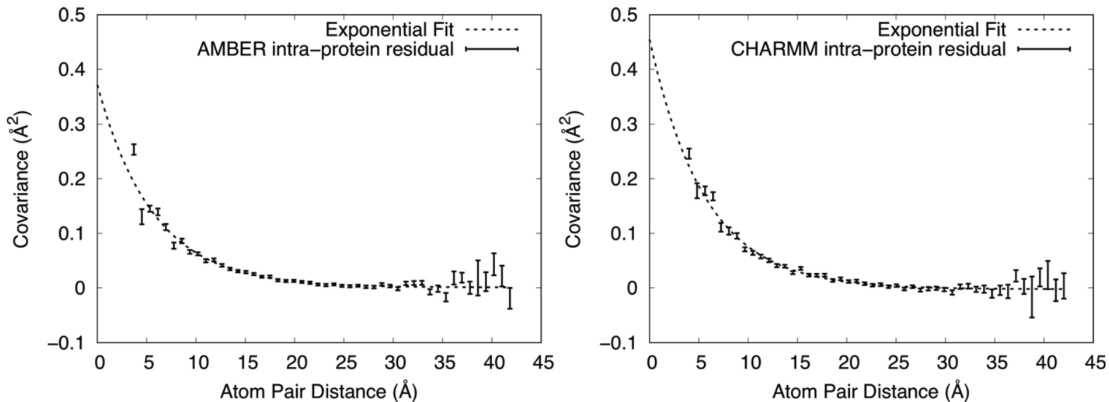 0.5
0.4
0.3
0.2
0.1
0
−0.1
Covariance (Å²)
Exponential Fit
AMBER intra−protein residual
0 5 10 15 20 25 30 35 40 45
Atom Pair Distance (Å)
0.5
0.4
0.3
0.2
0.1
0
−0.1
Covariance (Å²)
Exponential Fit
CHARMM intra−protein residual
0 5 10 15 20 25 30 35 40 45
Atom Pair Distance (Å)